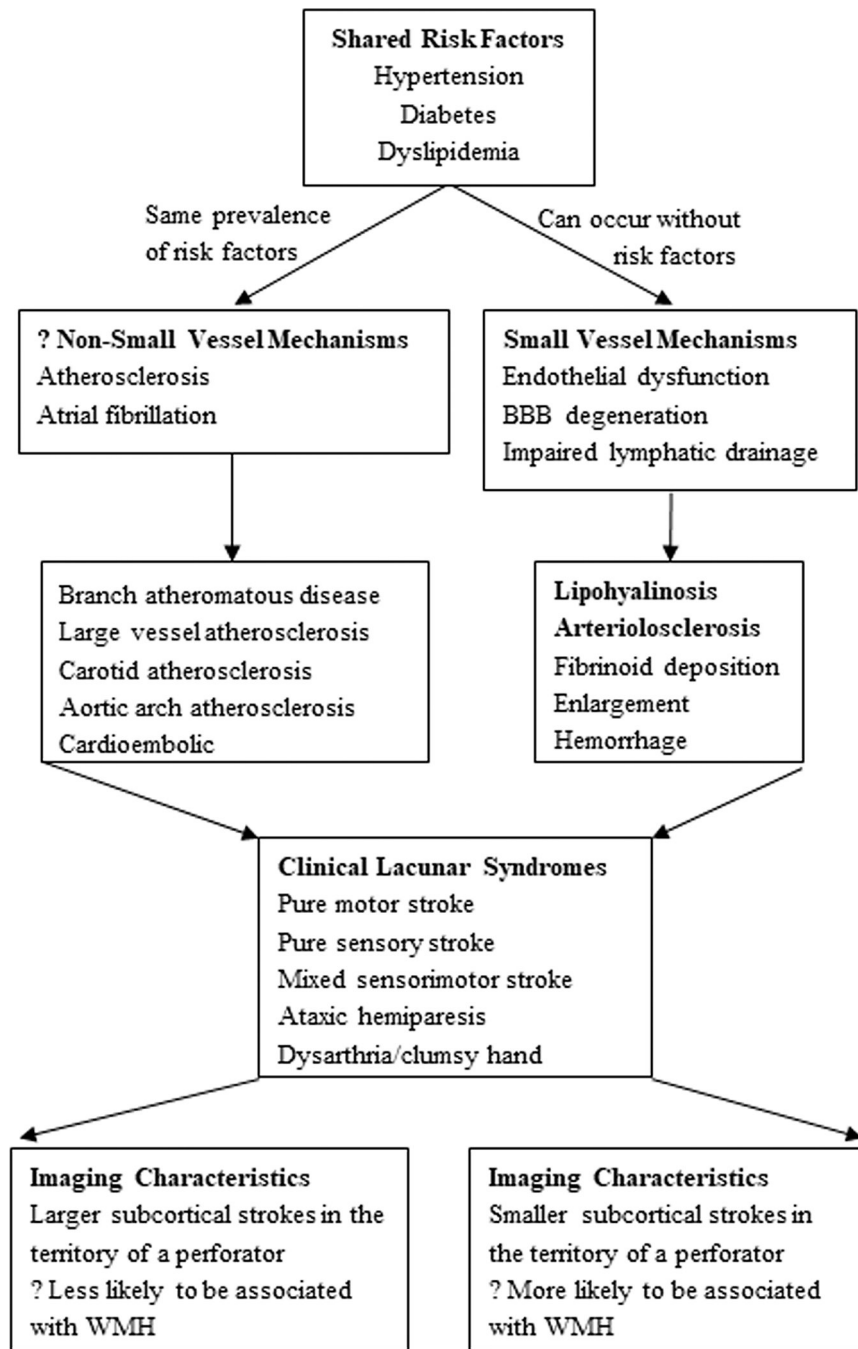 Shared Risk Factors
Hypertension
Diabetes
Dyslipidemia
Same prevalence
of risk factors
Can occur without
risk factors
? Non-Small Vessel Mechanisms
Atherosclerosis
Atrial fibrillation
Small Vessel Mechanisms
Endothelial dysfunction
BBB degeneration
Impaired lymphatic drainage
Branch atheromatous disease
Large vessel atherosclerosis
Carotid atherosclerosis
Aortic arch atherosclerosis
Cardioembolic
Lipohyalinosis
Arteriolosclerosis
Fibrinoid deposition
Enlargement
Hemorrhage
Clinical Lacunar Syndromes
Pure motor stroke
Pure sensory stroke
Mixed sensorimotor stroke
Ataxic hemiparesis
Dysarthria/clumsy hand
Imaging Characteristics
Larger subcortical strokes in the
territory of a perforator
? Less likely to be associated
with WMH
Imaging Characteristics
Smaller subcortical strokes in
the territory of a perforator
? More likely to be associated
with WMH